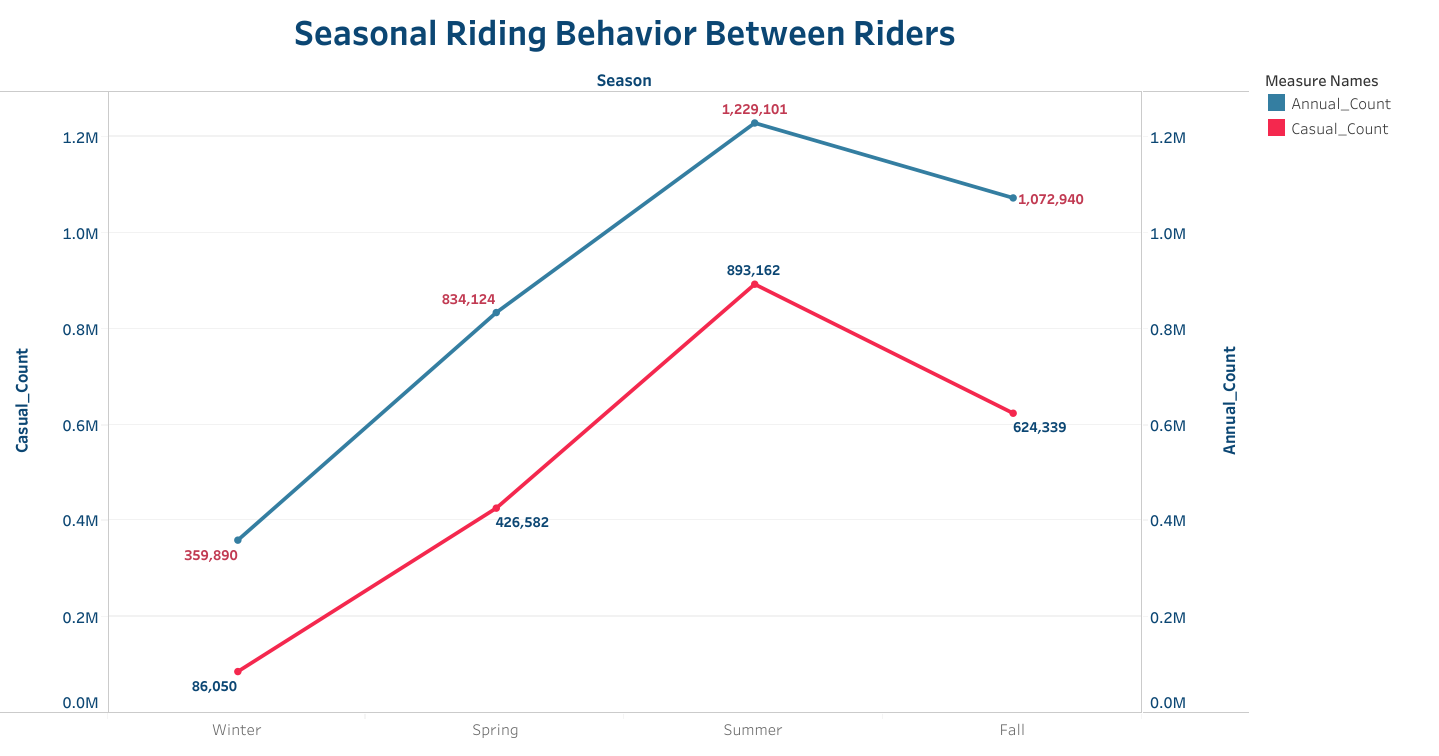 Seasonal Riding Behavior Between Riders
Season
Measure Names
Annual_Count
Casual_Count
1,229,101
1.2M
1.2M
1,072,940
1.0M
1.0M
893,162
834,124
0.8M
0.8M
Casual_Count
Annual_Count
0.6M
624,339
0.6M
0.4M
426,582
0.4M
359,890
0.2M
0.2M
86,050
0.0M
0.0M
Winter
Spring
Summer
Fall